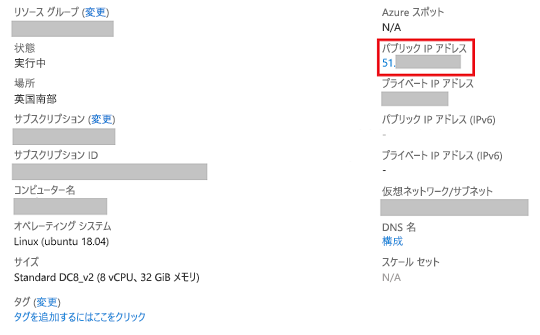 リソース グループ (変更)
状態
実行中
場所
英国南部
サブスクリプション (変更)
サブスクリプション ID
コンピューター名
オペレーティング システム
Linux (ubuntu 18.04)
サイズ
Standard DC8_v2 (8 vCPU、32 GiB メモリ)
タグ (変更)
タグを追加するにはここをクリック
Azure スポット
N/A
パブリック IP アドレス
51.
プライベート IP アドレス
パブリック IP アドレス (IPv6)
-
プライベート IP アドレス (IPv6)
-
仮想ネットワーク/サブネット
DNS 名
構成
スケール セット
N/A